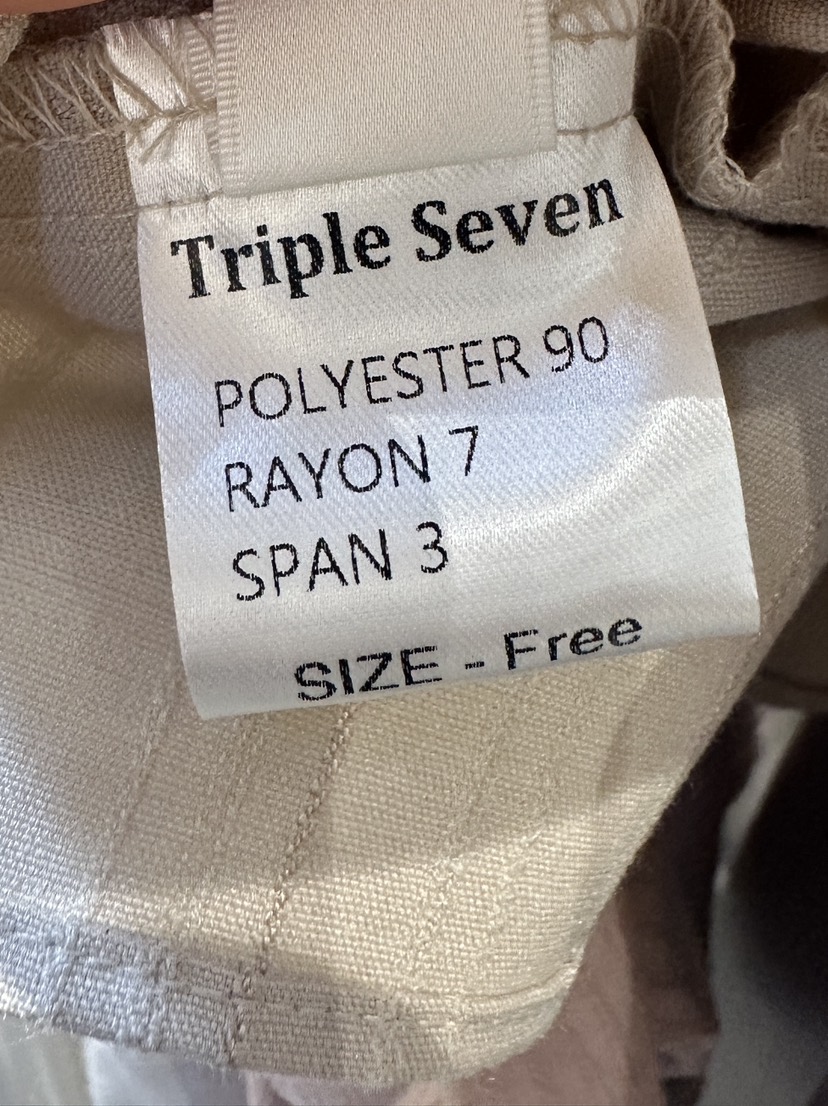 Triple Seven
POLYESTER 90
RAYON 7
SPAN 3
SIZE - Free